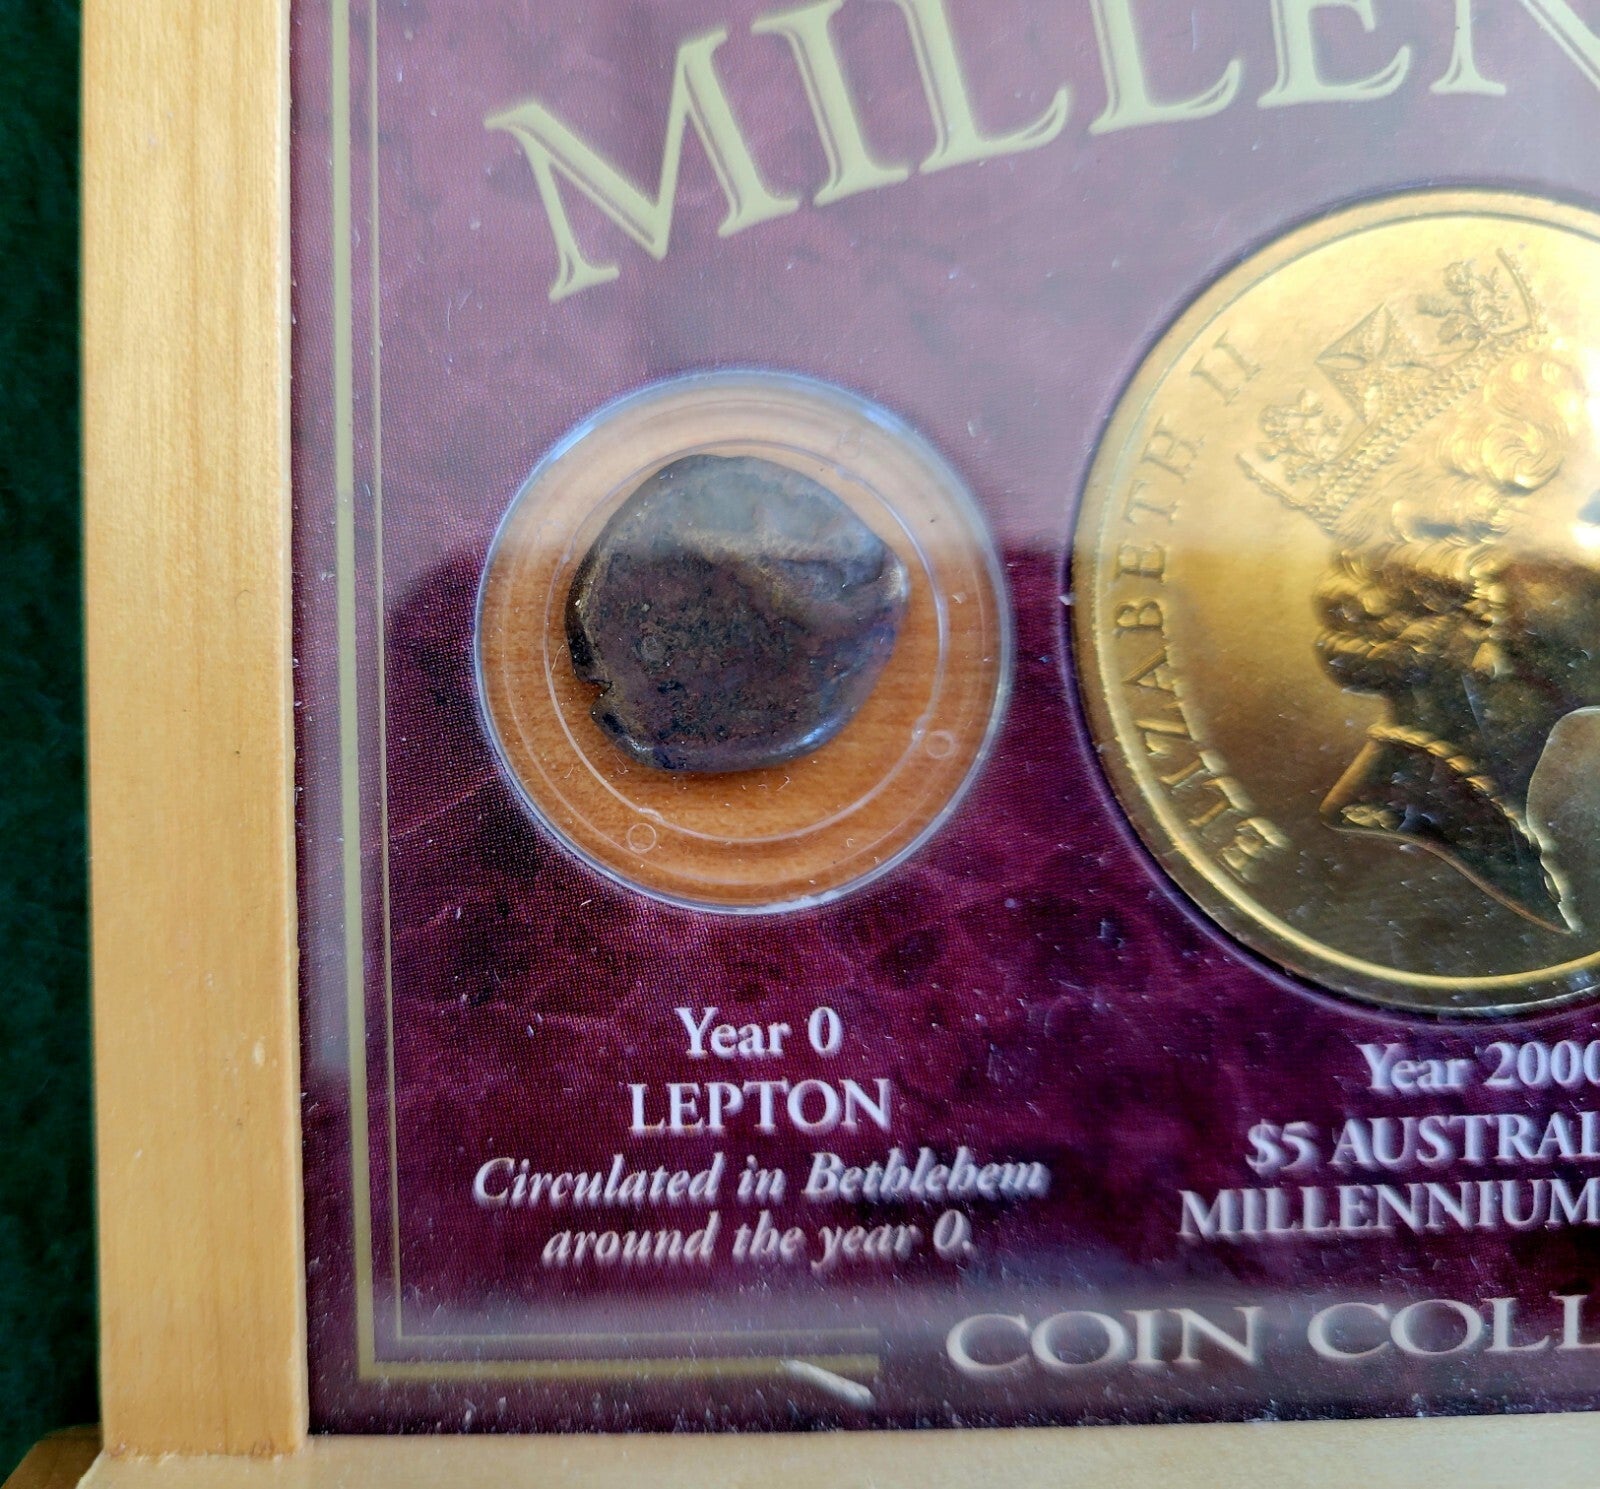 MILLEN
ELIZABETH II
Year 0
LEPTON
Circulated in Bethlehem
around the year 0.
Year 2000
$5 AUSTRAL
MILLENNIUM
COIN COLL